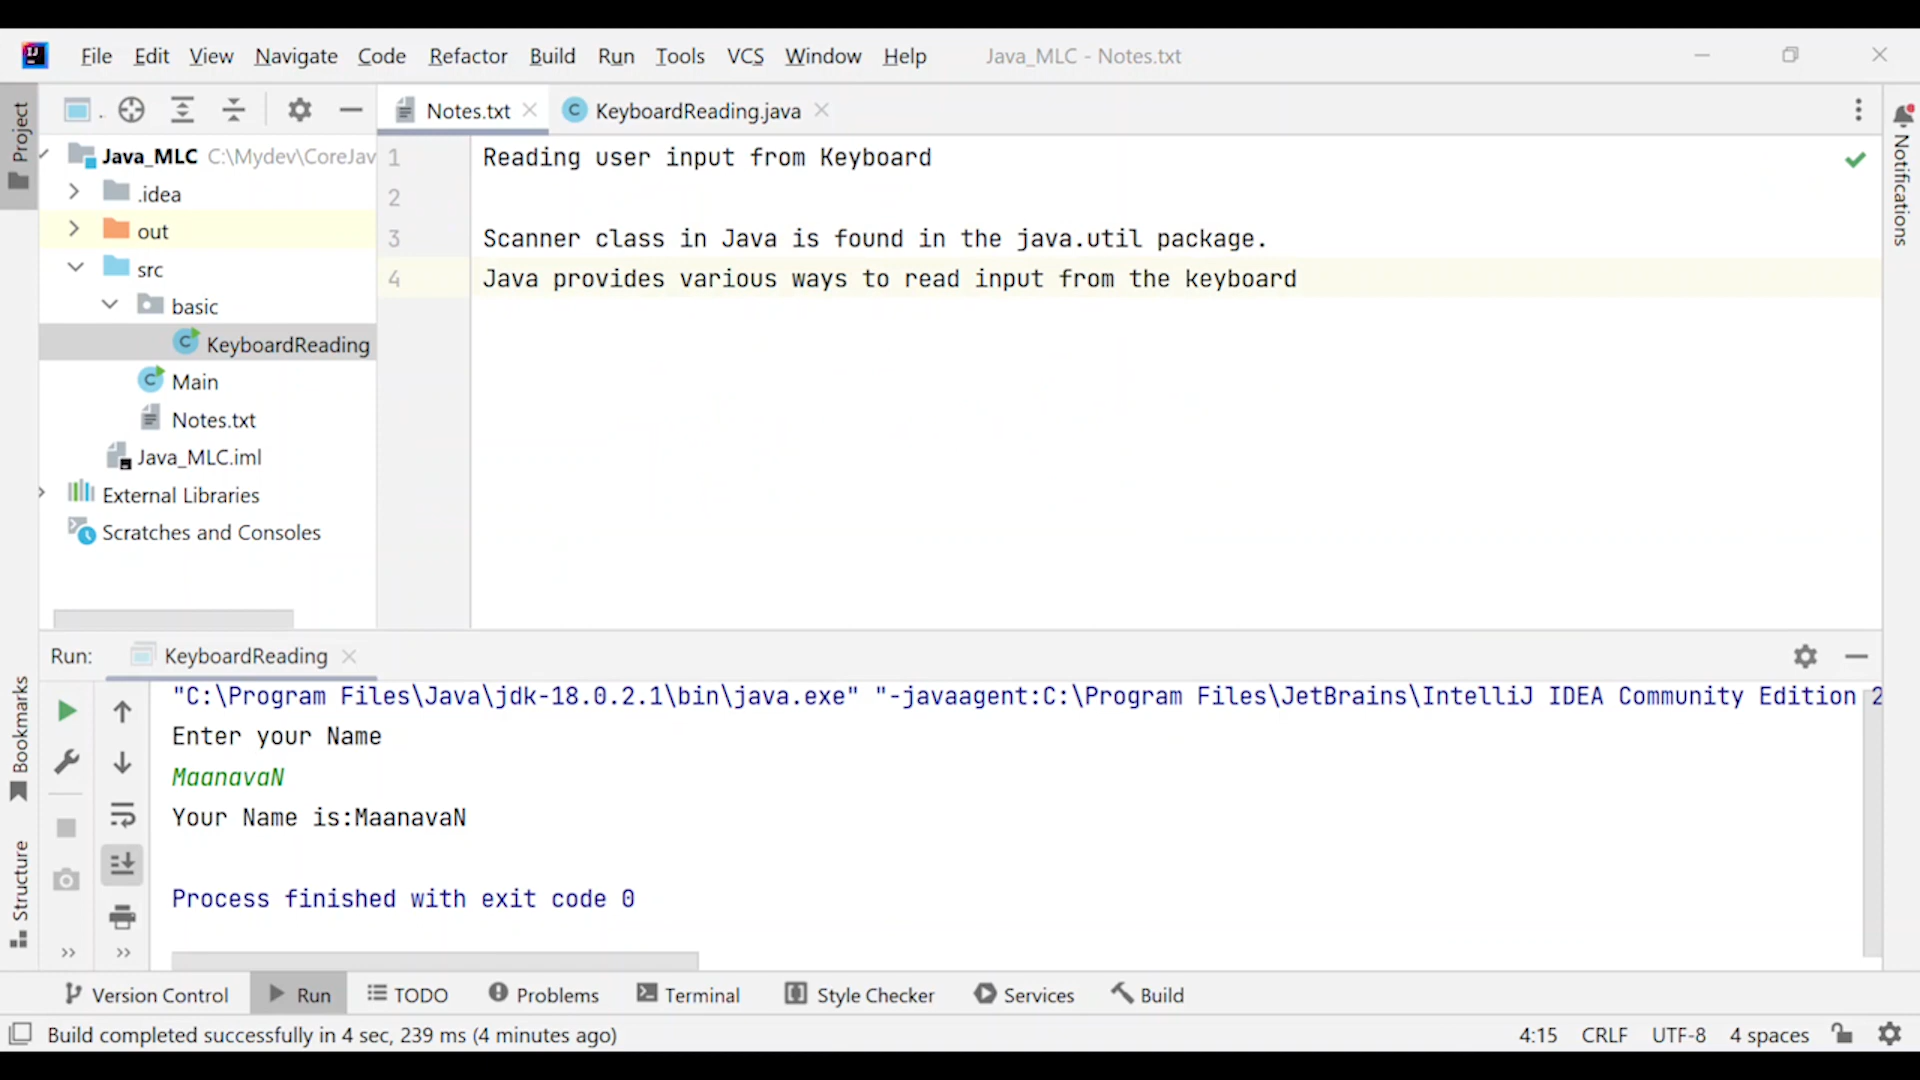 File Edit View Navigate Code Refactor Build Run Tools VCS Window Help Java_MLC - Notes.txt
Notes.txt KeyboardReading.java
Project
Notifications
Java_MLC C:\Mydev\CoreJav
.idea
out
src
basic
KeyboardReading
Main
Notes.txt
Java_MLC.iml
External Libraries
Scratches and Consoles
1 Reading user input from Keyboard
2
3 Scanner class in Java is found in the java.util package.
4 Java provides various ways to read input from the keyboard
Run: KeyboardReading
Bookmarks
Structure
"C:\Program Files\Java\jdk-18.0.2.1\bin\java.exe" "-javaagent:C:\Program Files\JetBrains\IntelliJ IDEA Community Edition 2
Enter your Name
MaanavaN
Your Name is:MaanavaN
Process finished with exit code 0
Version Control Run TODO Problems Terminal Style Checker Services Build
Build completed successfully in 4 sec, 239 ms (4 minutes ago) 4:15 CRLF UTF-8 4 spaces